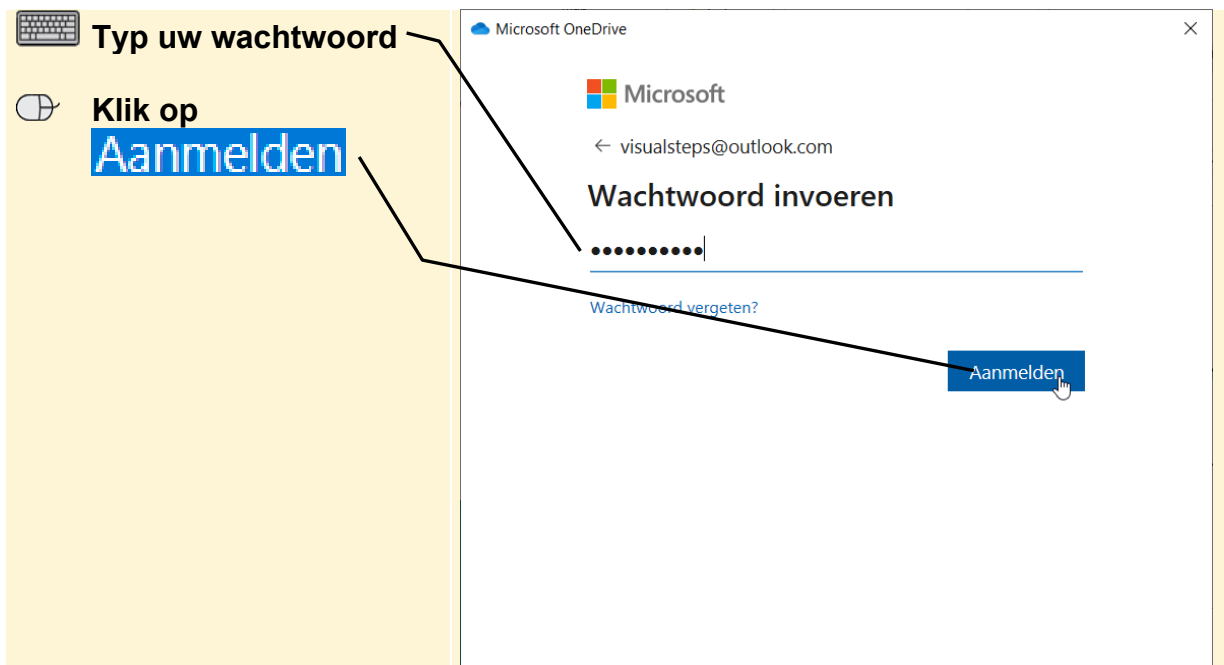 Typ uw wachtwoord
Klik op
Aanmelden
Microsoft OneDrive
Microsoft
← visualsteps@outlook.com
Wachtwoord invoeren
••••••••••
Wachtwoord vergeten?
Aanmelden